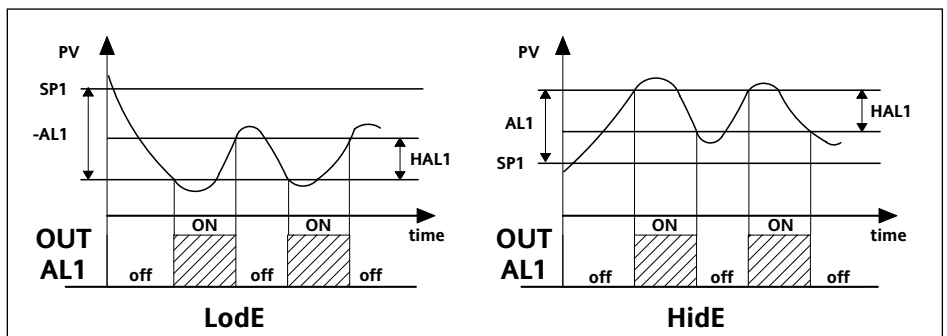 PV
SP1
-AL1
HAL1
ON
ON
time
OUT
AL1
off
off
off
LodE
PV
AL1
HAL1
SP1
ON
ON
time
OUT
AL1
off
off
off
HidE